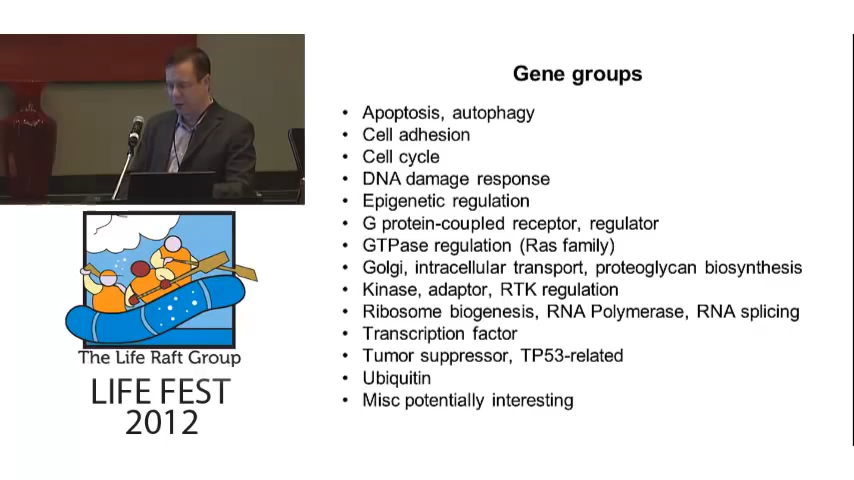 Gene groups
• Apoptosis, autophagy
• Cell adhesion
• Cell cycle
• DNA damage response
• Epigenetic regulation
• G protein-coupled receptor, regulator
• GTPase regulation (Ras family)
• Golgi, intracellular transport, proteoglycan biosynthesis
• Kinase, adaptor, RTK regulation
• Ribosome biogenesis, RNA Polymerase, RNA splicing
• Transcription factor
• Tumor suppressor, TP53-related
• Ubiquitin
• Misc potentially interesting
The Life Raft Group
LIFE FEST
2012